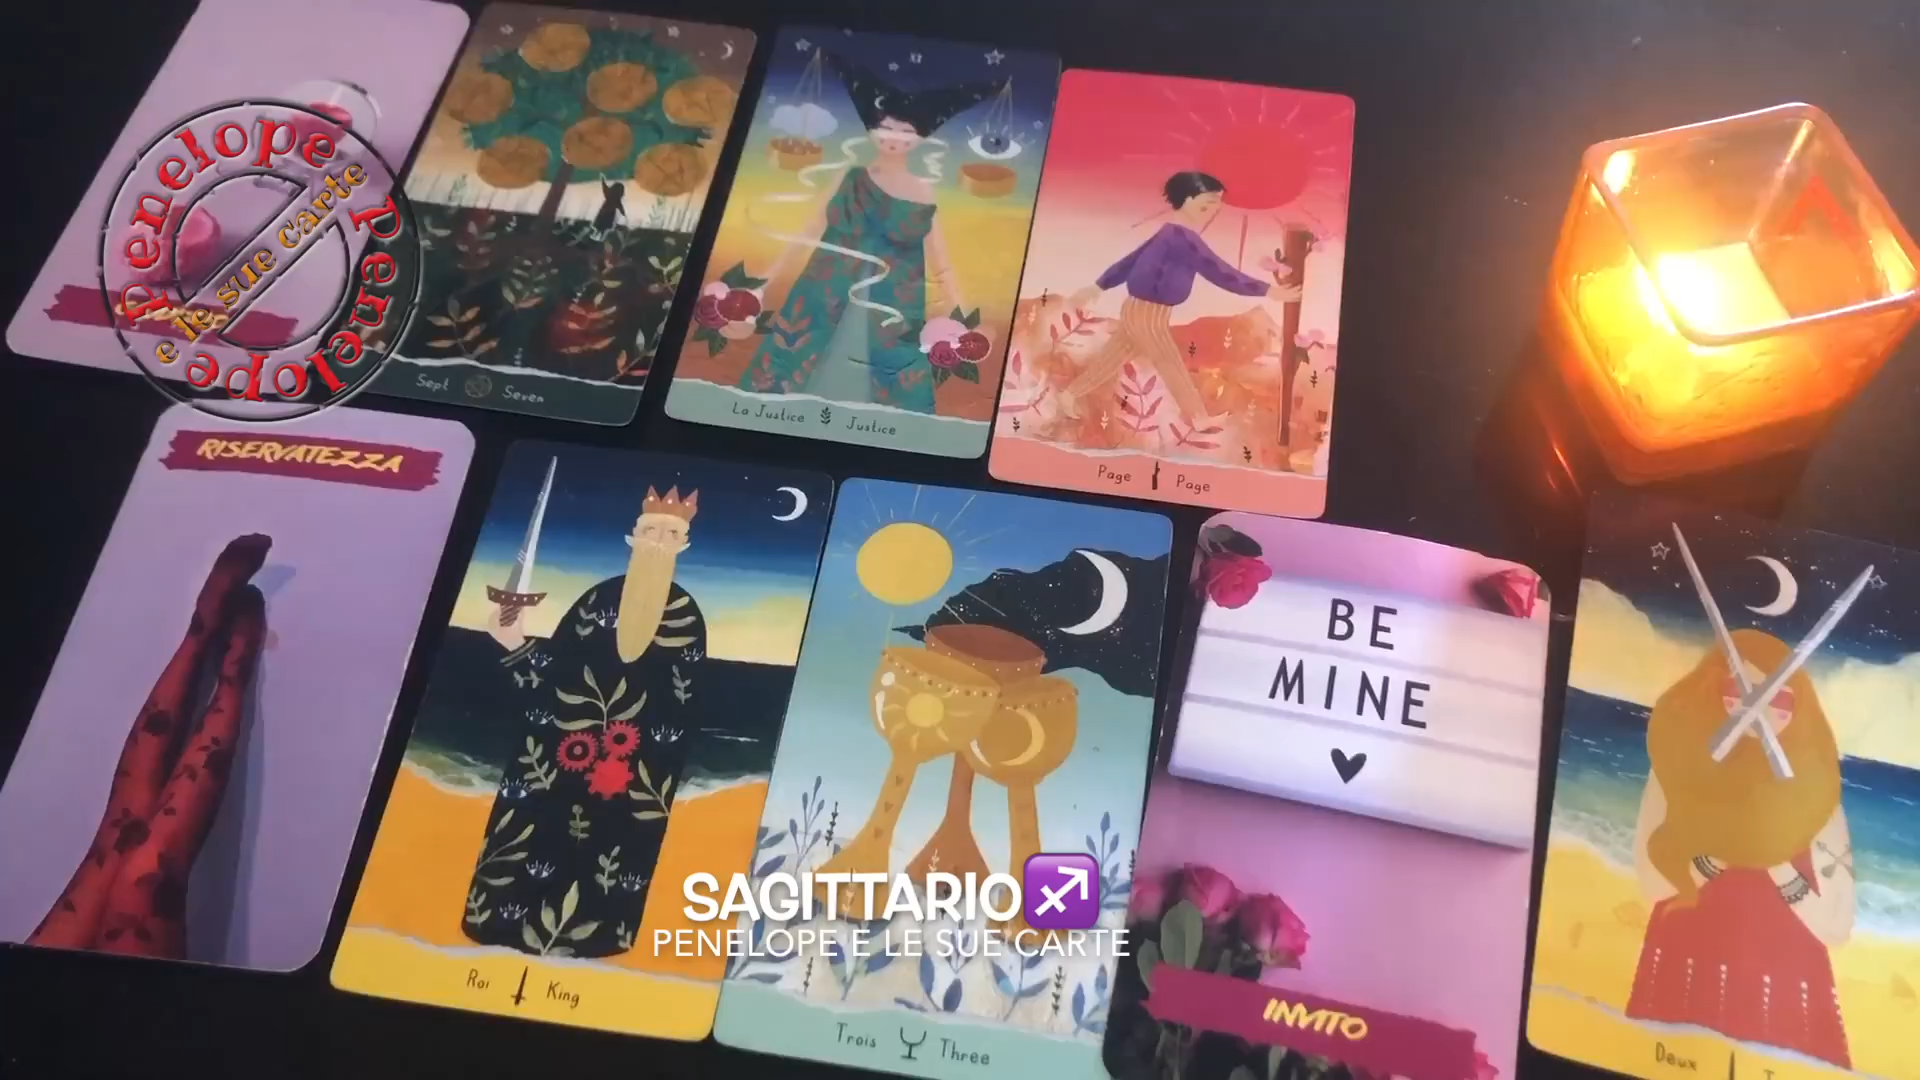 Penelope
e le sue carte
Penelope
XI
Sept Seven
La Justice Justice
Page Page
RISERVATEZZA
Roi King
Trois Three
BE
MINE
INVITO
Deux
SAGITTARIO♐
PENELOPE E LE SUE CARTE